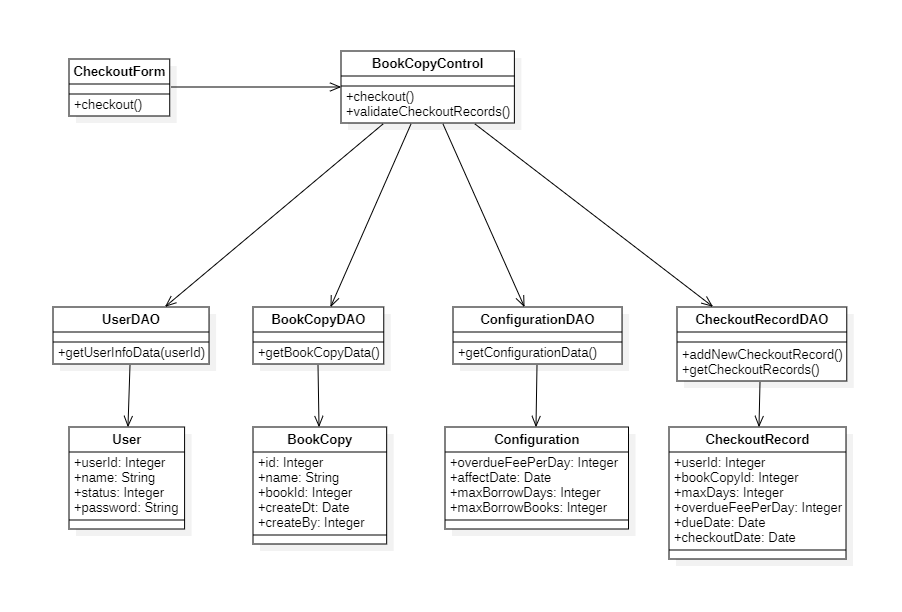 CheckoutForm
+checkout()
BookCopyControl
+checkout()
+validateCheckoutRecords()
UserDAO
+getUserInfoData(userId)
BookCopyDAO
+getBookCopyData()
ConfigurationDAO
+getConfigurationData()
CheckoutRecordDAO
+addNewCheckoutRecord()
+getCheckoutRecords()
User
+userId: Integer
+name: String
+status: Integer
+password: String
BookCopy
+id: Integer
+name: String
+bookId: Integer
+createDt: Date
+createBy: Integer
Configuration
+overdueFeePerDay: Integer
+affectDate: Date
+maxBorrowDays: Integer
+maxBorrowBooks: Integer
CheckoutRecord
+userId: Integer
+bookCopyId: Integer
+maxDays: Integer
+overdueFeePerDay: Integer
+dueDate: Date
+checkoutDate: Date